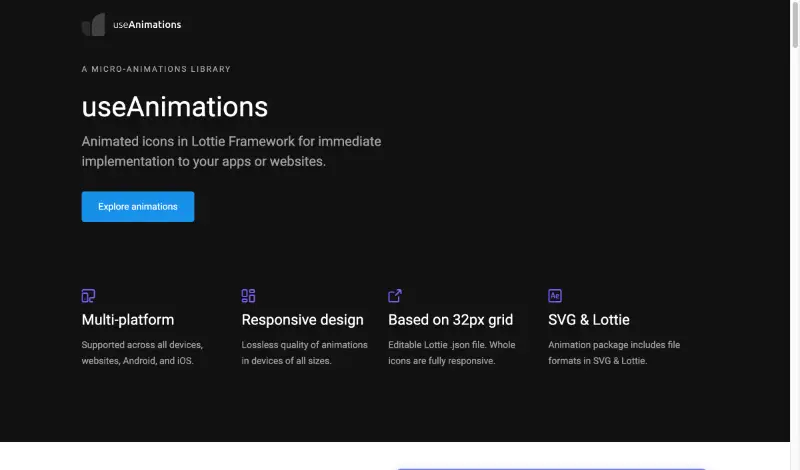 useAnimations
A MICRO-ANIMATIONS LIBRARY
useAnimations
Animated icons in Lottie Framework for immediate
implementation to your apps or websites.
Explore animations
Multi-platform
Supported across all devices,
websites, Android, and iOS.
Responsive design
Lossless quality of animations
in devices of all sizes.
Based on 32px grid
Editable Lottie .json file. Whole
icons are fully responsive.
Ae
SVG & Lottie
Animation package includes file
formats in SVG & Lottie.